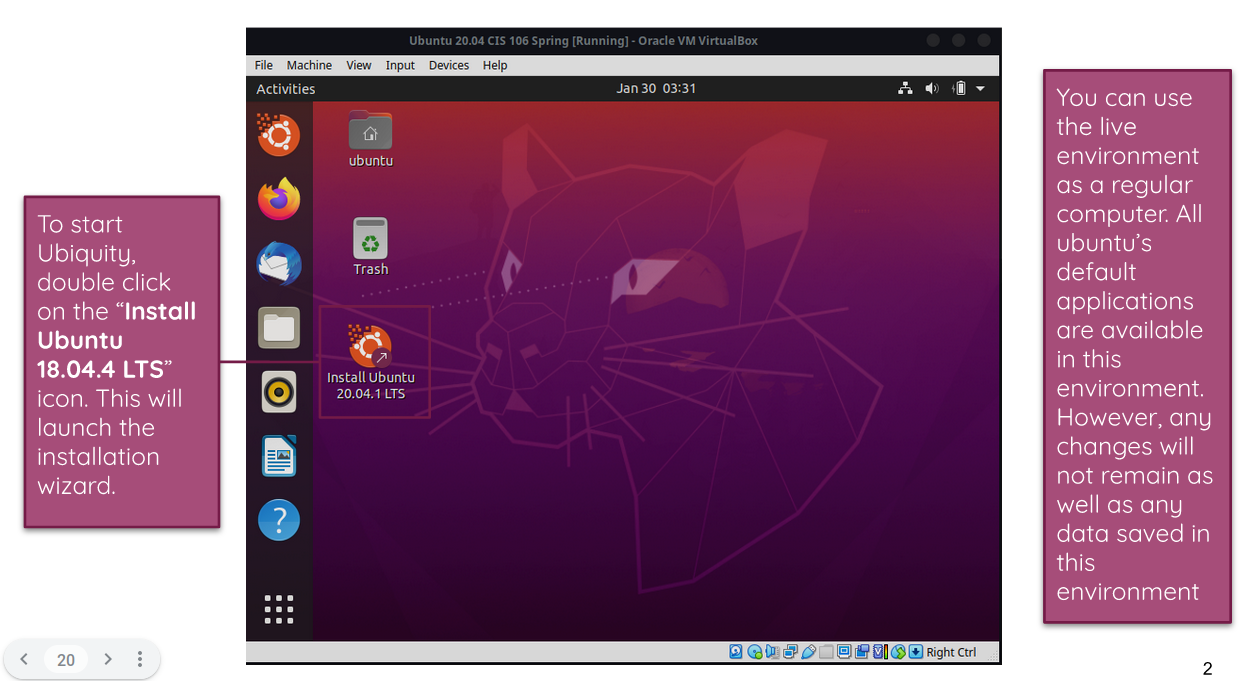 Ubuntu 20.04 CIS 106 Spring [Running] - Oracle VM VirtualBox
File Machine View Input Devices Help
Activities
Jan 30 03:31
ubuntu
Trash
Install Ubuntu
20.04.1 LTS
Right Ctrl
To start
Ubiquity,
double click
on the “Install
Ubuntu
18.04.4 LTS”
icon. This will
launch the
installation
wizard.
You can use
the live
environment
as a regular
computer. All
ubuntu’s
default
applications
are available
in this
environment.
However, any
changes will
not remain as
well as any
data saved in
this
environment
20
2